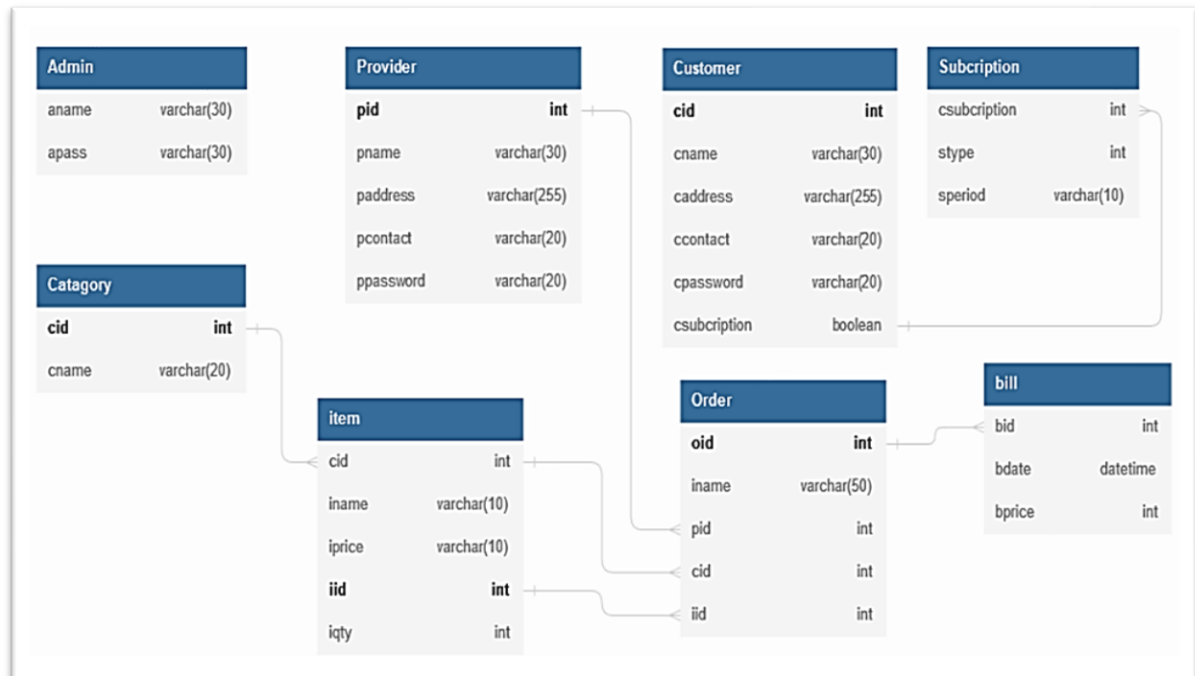 Admin
aname varchar(30)
apass varchar(30)
Provider
pid int
pname varchar(30)
paddress varchar(255)
pcontact varchar(20)
ppassword varchar(20)
Customer
cid int
cname varchar(30)
caddress varchar(255)
ccontact varchar(20)
cpassword varchar(20)
csubcription boolean
Subcription
csubcription int
stype int
speriod varchar(10)
Catagory
cid int
cname varchar(20)
item
cid int
iname varchar(10)
iprice varchar(10)
iid int
iqty int
Order
oid int
iname varchar(50)
pid int
cid int
iid int
bill
bid int
bdate datetime
bprice int